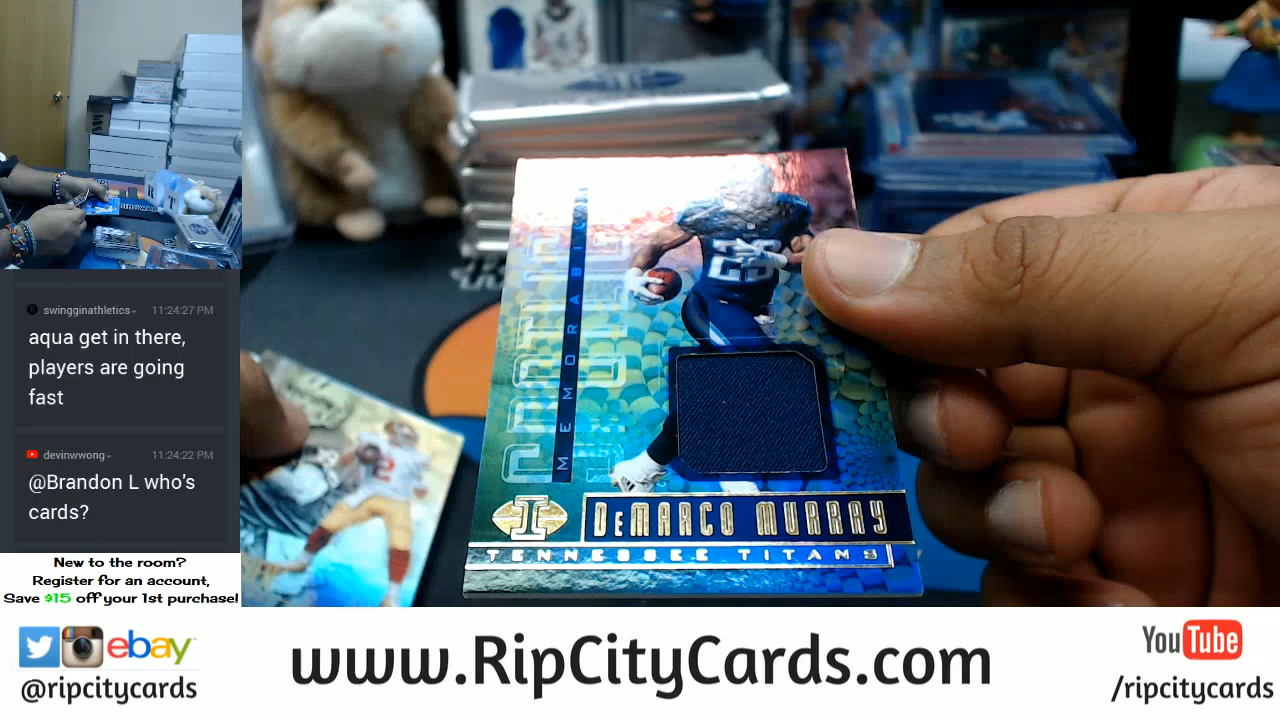 swingginathletics
11:24:27 PM
aqua get in there,
players are going
fast
devinwwong
11:24:22 PM
@Brandon L who's
cards?
New to the room?
Register for an account,
Save $15 off your 1st purchase!
MEMORABILIA
29
I
DEMARCO MURRAY
TENNESSEE TITANS
2
ebay
@ripcitycards
www.RipCityCards.com
YouTube
/ripcitycards